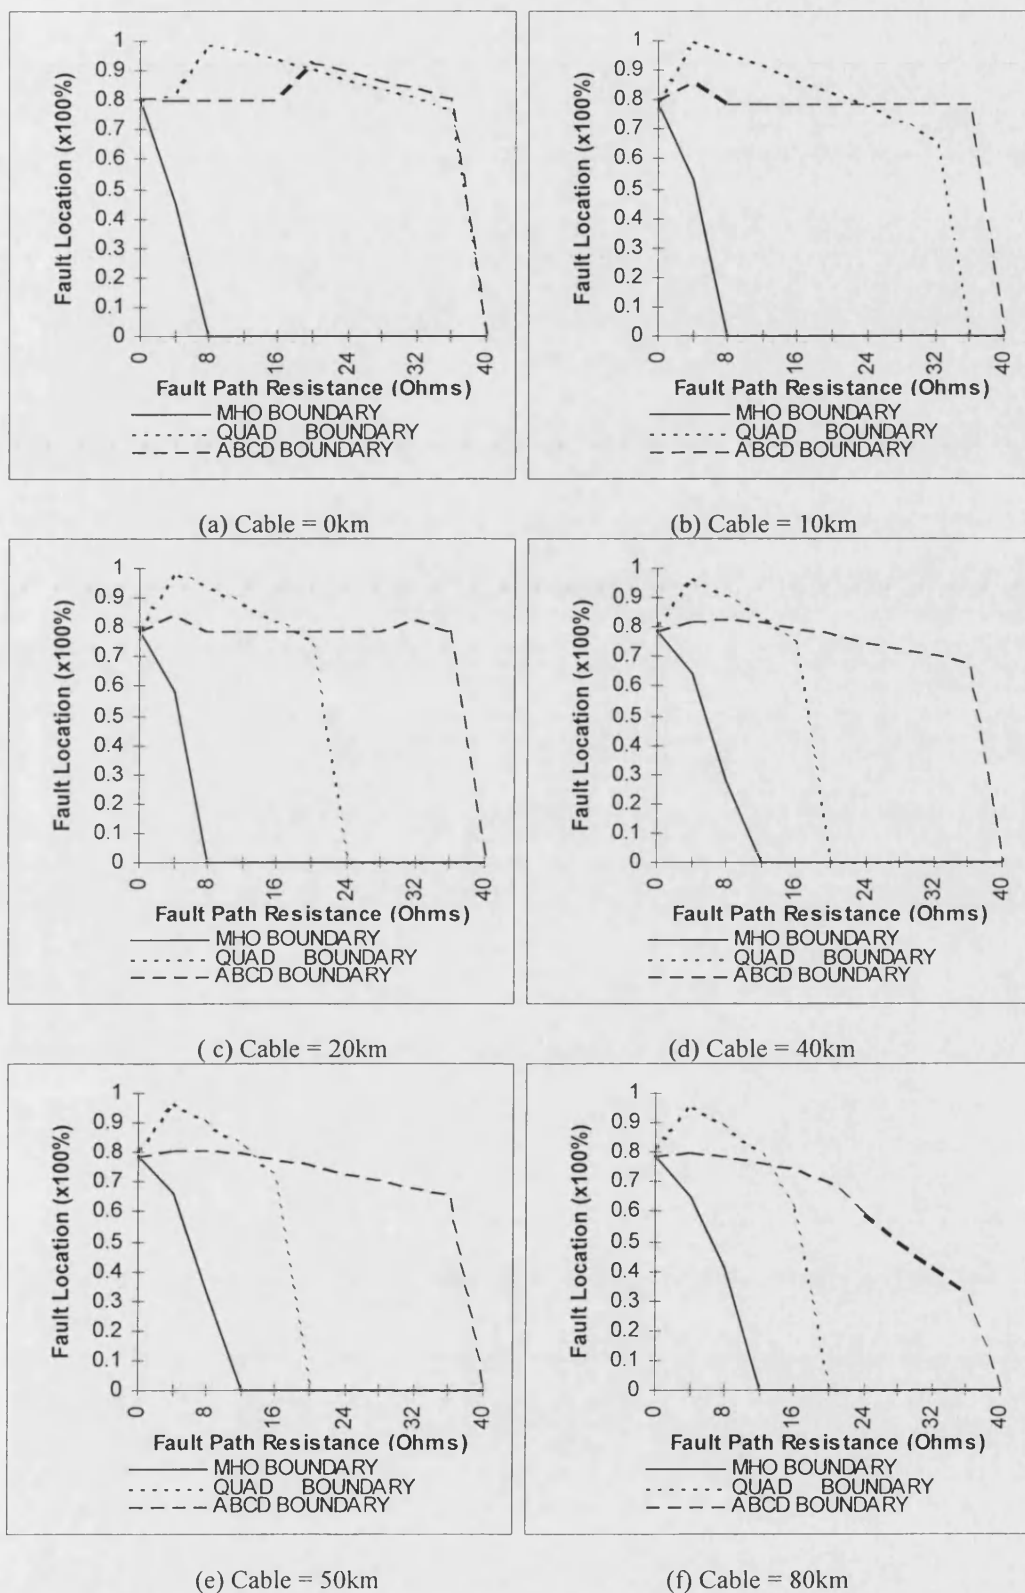 1
0.9
0.8
0.7
0.6
0.5
0.4
0.3
0.2
0.1
0
Fault Location (x100%)
0
8
16
24
32
40
Fault Path Resistance (Ohms)
MHO BOUNDARY
QUAD BOUNDARY
ABCD BOUNDARY
(a) Cable = 0km
1
0.9
0.8
0.7
0.6
0.5
0.4
0.3
0.2
0.1
0
Fault Location (x100%)
0
8
16
24
32
40
Fault Path Resistance (Ohms)
MHO BOUNDARY
QUAD BOUNDARY
ABCD BOUNDARY
(b) Cable = 10km
1
0.9
0.8
0.7
0.6
0.5
0.4
0.3
0.2
0.1
0
Fault Location (x100%)
0
8
16
24
32
40
Fault Path Resistance (Ohms)
MHO BOUNDARY
QUAD BOUNDARY
ABCD BOUNDARY
( c) Cable = 20km
1
0.9
0.8
0.7
0.6
0.5
0.4
0.3
0.2
0.1
0
Fault Location (x100%)
0
8
16
24
32
40
Fault Path Resistance (Ohms)
MHO BOUNDARY
QUAD BOUNDARY
ABCD BOUNDARY
(d) Cable = 40km
1
0.9
0.8
0.7
0.6
0.5
0.4
0.3
0.2
0.1
0
Fault Location (x100%)
0
8
16
24
32
40
Fault Path Resistance (Ohms)
MHO BOUNDARY
QUAD BOUNDARY
ABCD BOUNDARY
(e) Cable = 50km
1
0.9
0.8
0.7
0.6
0.5
0.4
0.3
0.2
0.1
0
Fault Location (x100%)
0
8
16
24
32
40
Fault Path Resistance (Ohms)
MHO BOUNDARY
QUAD BOUNDARY
ABCD BOUNDARY
(f) Cable = 80km